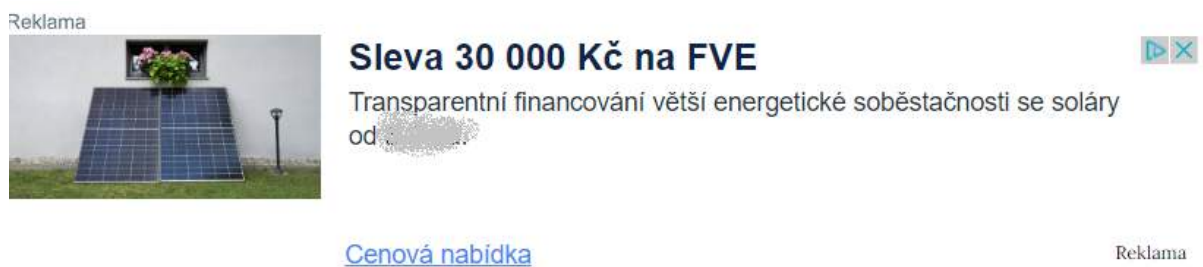 Reklama
Sleva 30 000 Kč na FVE
Transparentní financování větší energetické soběstačnosti se soláry
od
Cenová nabídka
Reklama